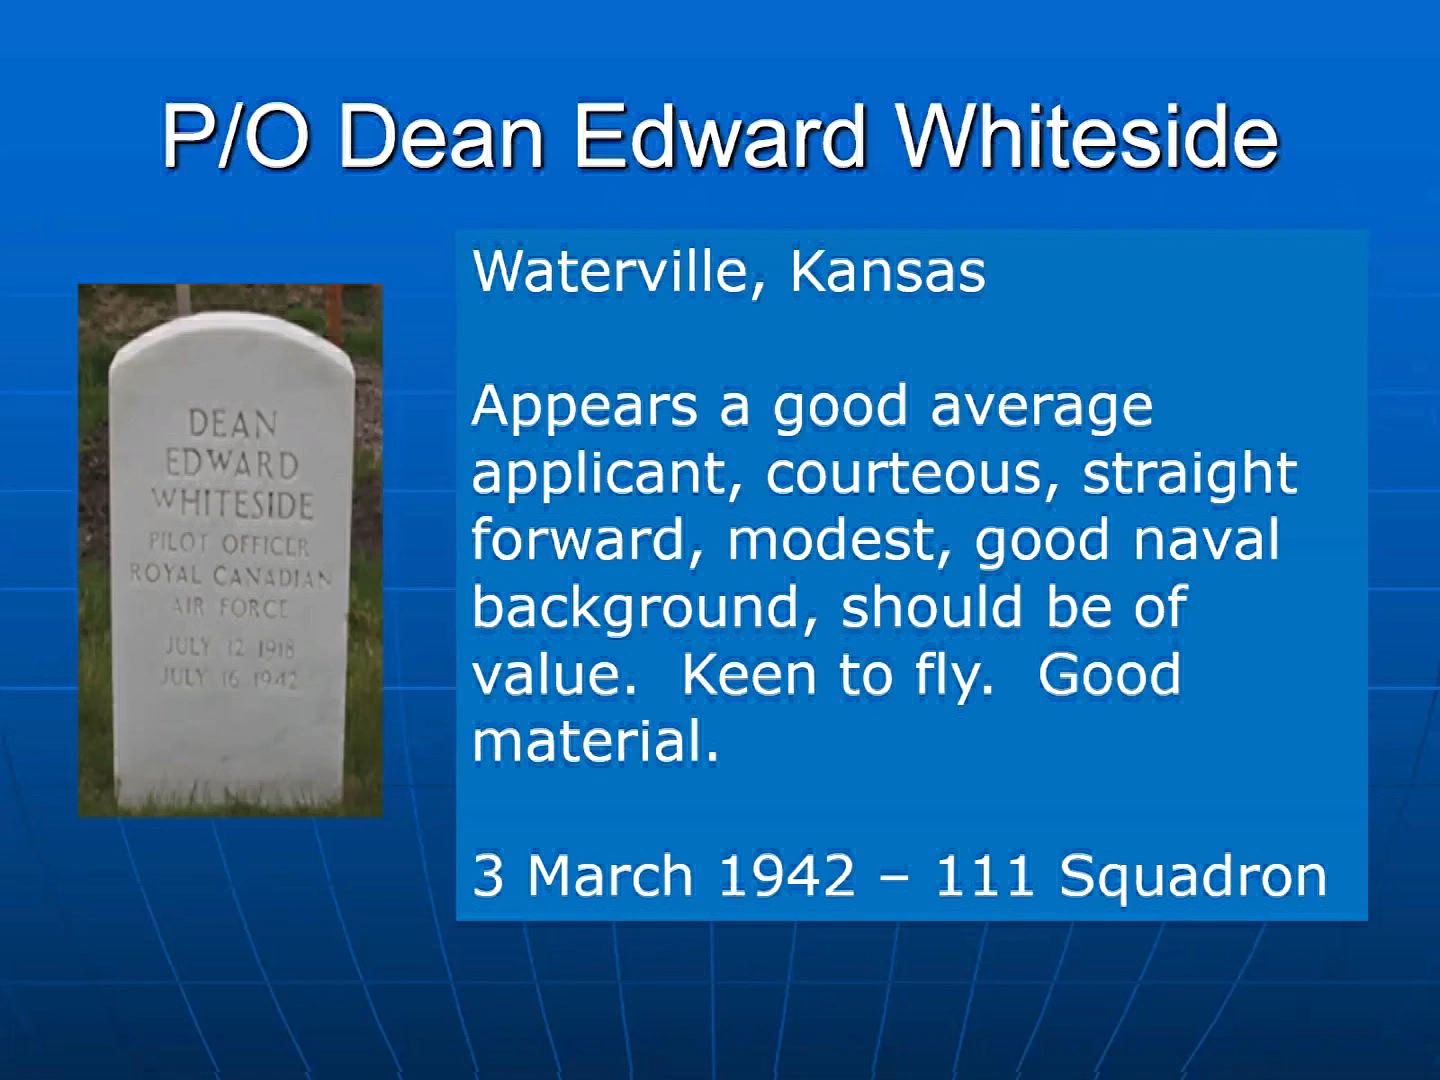 P/O Dean Edward Whiteside
DEAN
EDWARD
WHITESIDE
PILOT OFFICER
ROYAL CANADIAN
AIR FORCE
JULY 12 1918
JULY 16 1942
Waterville, Kansas
Appears a good average
applicant, courteous, straight
forward, modest, good naval
background, should be of
value.  Keen to fly.  Good
material.
3 March 1942 – 111 Squadron